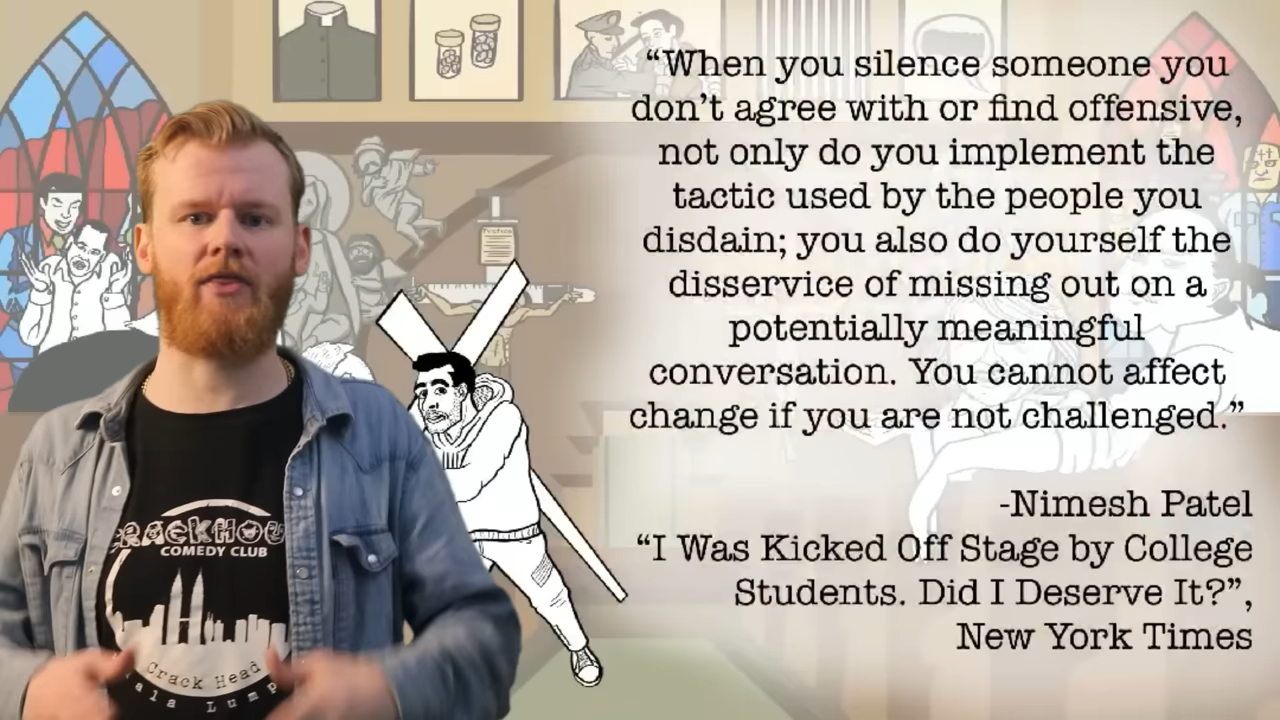 “When you silence someone you
don’t agree with or find offensive,
not only do you implement the
tactic used by the people you
disdain; you also do yourself the
disservice of missing out on a
potentially meaningful
conversation. You cannot affect
change if you are not challenged.”
-Nimesh Patel
“I Was Kicked Off Stage by College
Students. Did I Deserve It?”,
New York Times
COMEDY CLUB
Crack Head